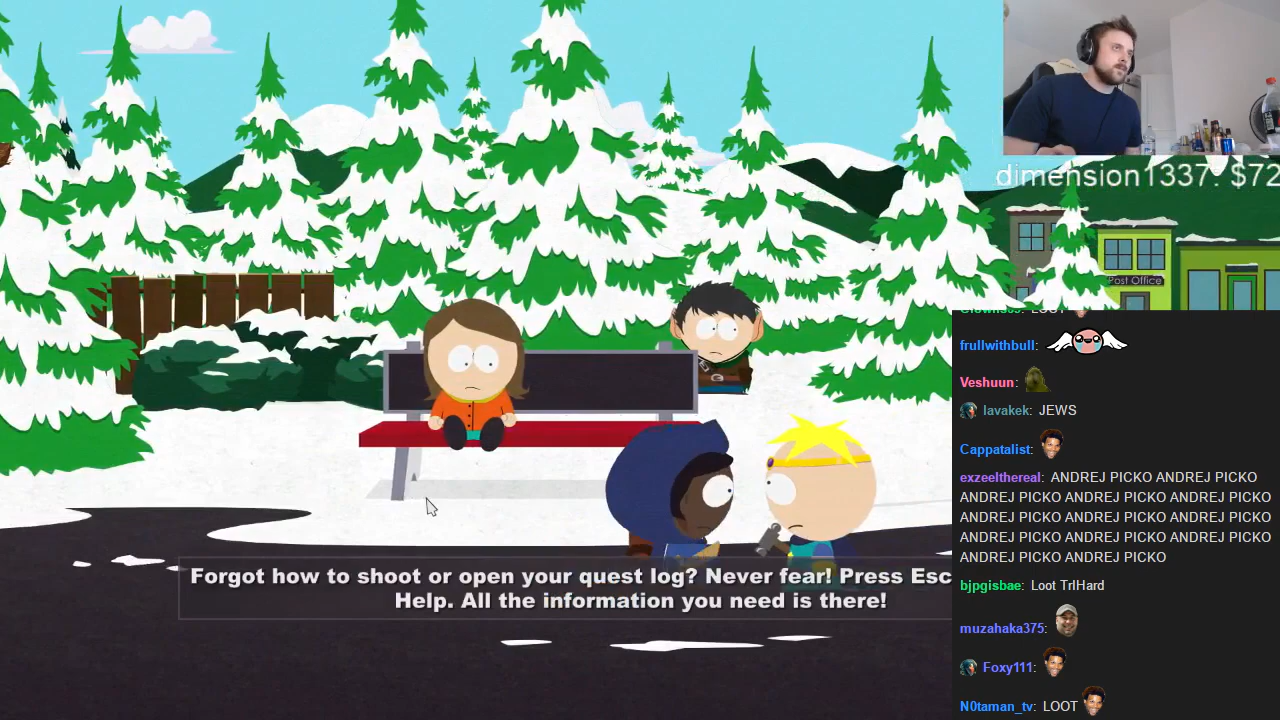 dimension1337: $72
Post Office
frullwithbull:
Veshuun:
lavakek: JEWS
Cappatalist:
exzeelthereal: ANDREJ PICKO ANDREJ PICKO
ANDREJ PICKO ANDREJ PICKO ANDREJ PICKO
ANDREJ PICKO ANDREJ PICKO ANDREJ PICKO
ANDREJ PICKO ANDREJ PICKO ANDREJ PICKO
ANDREJ PICKO ANDREJ PICKO
bjpgisbae: Loot TrlHard
muzahaka375:
Foxy111:
N0taman_tv: LOOT
Forgot how to shoot or open your quest log? Never fear! Press Esc
Help. All the information you need is there!